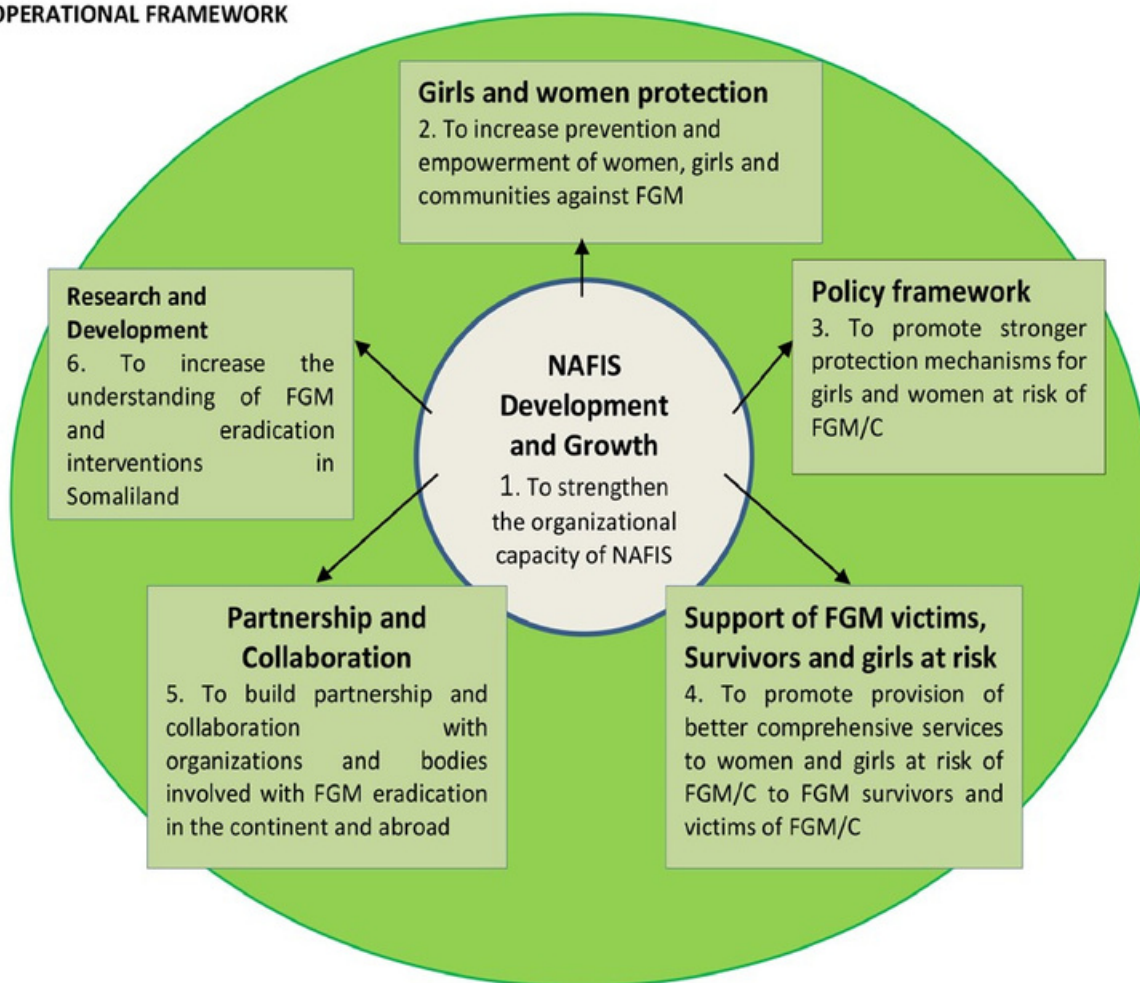 OPERATIONAL FRAMEWORK
Girls and women protection
2. To increase prevention and
empowerment of women, girls and
communities against FGM
Policy framework
3. To promote stronger
protection mechanisms for
girls and women at risk of
FGM/C
Support of FGM victims,
Survivors and girls at risk
4. To promote provision of
better comprehensive services
to women and girls at risk of
FGM/C to FGM survivors and
victims of FGM/C
Partnership and
Collaboration
5. To build partnership and
collaboration with
organizations and bodies
involved with FGM eradication
in the continent and abroad
Research and
Development
6. To increase the
understanding of FGM
and eradication
interventions in
Somaliland
NAFIS
Development
and Growth
1. To strengthen
the organizational
capacity of NAFIS